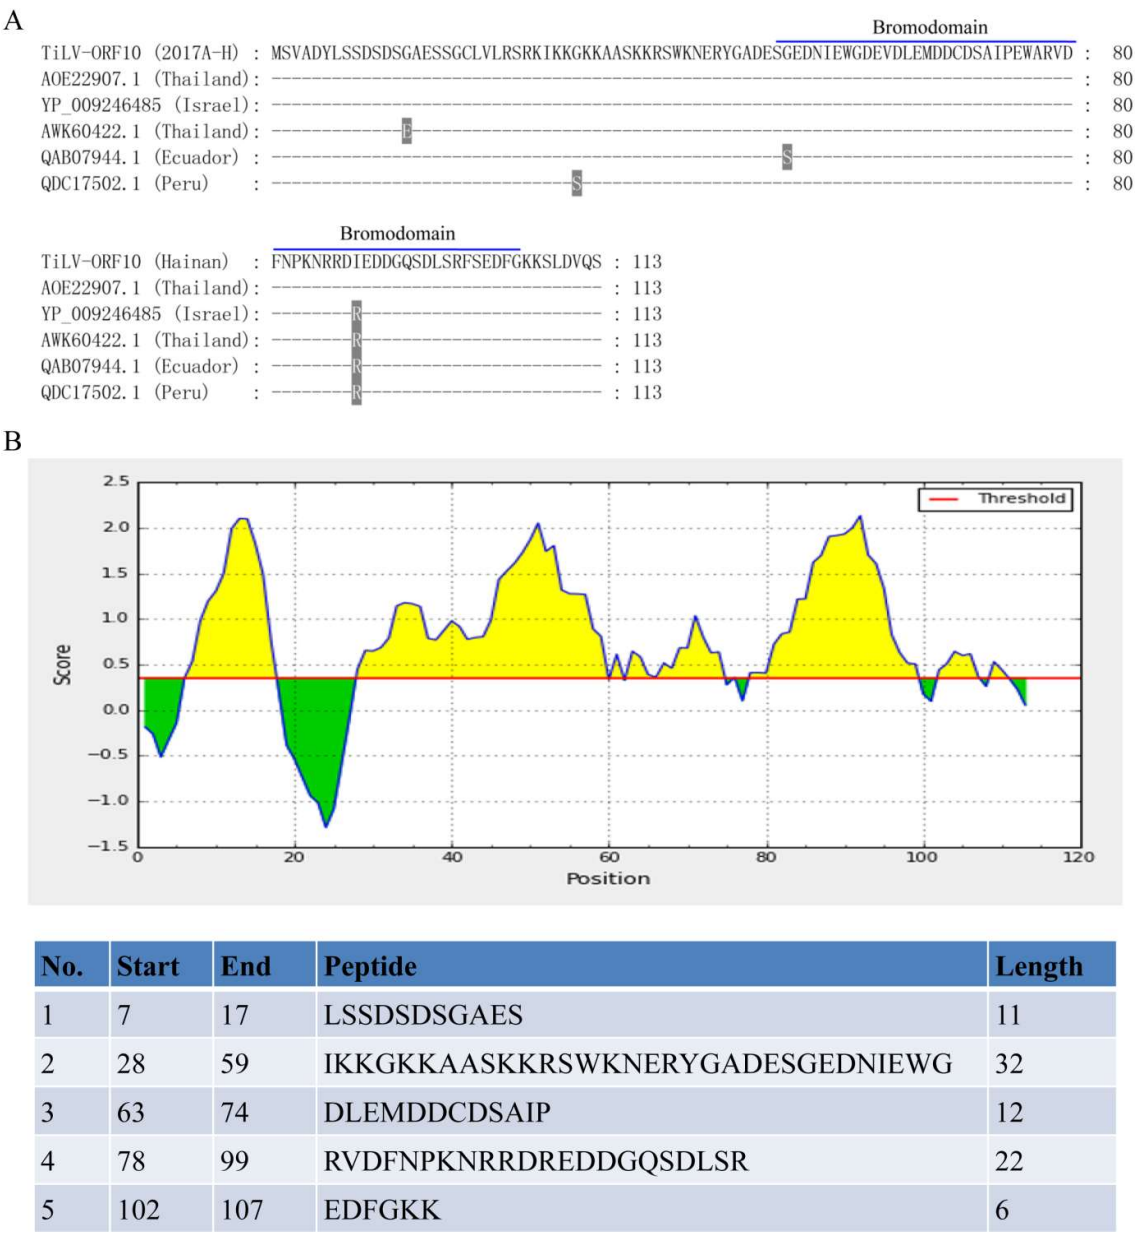 A
Bromodomain
TiLV-ORF10 (2017A-H) : MSVADYLSSDSDSGAESSGCLVLRSRKIKKGKKAASKKRSWKNERYGADESGEDNIEWGDEVDLEMDDCDSAIPEWARVD : 80
AOE22907.1 (Thailand): -------------------------------------------------------------------------------- : 80
YP_009246485 (Israel): -------------------------------------------------------------------------------- : 80
AWK60422.1 (Thailand): -------------E------------------------------------------------------------------ : 80
QAB07944.1 (Ecuador) : ---------------------------------------------------S---------------------------- : 80
QDC17502.1 (Peru) : ------------------------------S------------------------------------------------- : 80
Bromodomain
TiLV-ORF10 (Hainan) : FNPKNRRDIEDDGQSDLSRFSEDFGKKSLDVQS : 113
AOE22907.1 (Thailand): --------------------------------- : 113
YP_009246485 (Israel): --------R------------------------ : 113
AWK60422.1 (Thailand): --------R------------------------ : 113
QAB07944.1 (Ecuador) : --------R------------------------ : 113
QDC17502.1 (Peru) : --------R------------------------ : 113
B
2.5
2.0
1.5
1.0
0.5
0.0
−0.5
−1.0
−1.5
Score
Threshold
0 20 40 60 80 100 120
Position
No. Start End Peptide Length
1 7 17 LSSDSDSGAES 11
2 28 59 IKKGKKAASKKRSWKNERYGADESGEDNIEWG 32
3 63 74 DLEMDDCDSAIP 12
4 78 99 RVDFNPKNRRDREDDGQSDLSR 22
5 102 107 EDFGKK 6